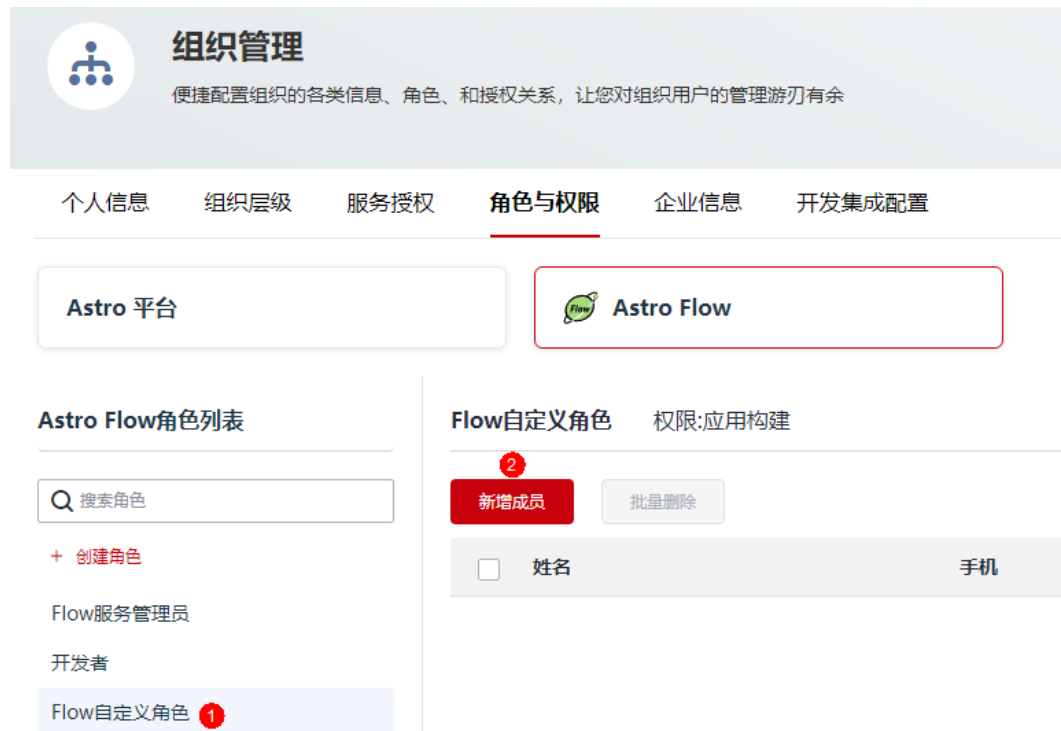 组织管理
便捷配置组织的各类信息、角色、和授权关系，让您对组织用户的管理游刃有余
个人信息 组织层级 服务授权 角色与权限 企业信息 开发集成配置
Astro 平台
Flow Astro Flow
Astro Flow角色列表
搜索角色
+ 创建角色
Flow服务管理员
开发者
Flow自定义角色 1
Flow自定义角色 权限:应用构建
2
新增成员 批量删除
姓名 手机